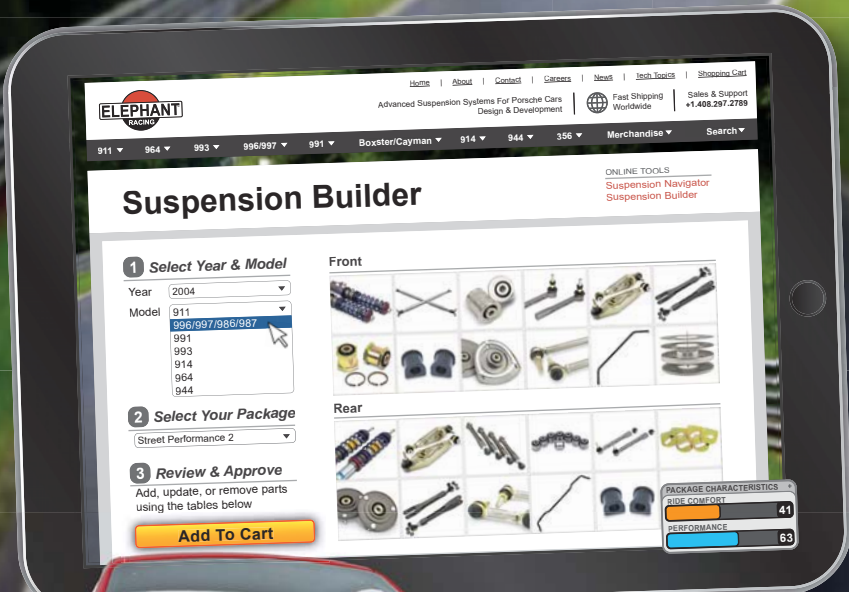 Home | About | Contact | Careers | News | Tech Topics | Shopping Cart
ELEPHANT
RACING
Advanced Suspension Systems For Porsche Cars
Design & Development
Fast Shipping
Worldwide
Sales & Support
+1.408.297.2789
911 964 993 996/997 991 Boxster/Cayman 914 944 356 Merchandise Search
Suspension Builder
ONLINE TOOLS
Suspension Navigator
Suspension Builder
1 Select Year & Model
Year 2004
Model 911
996/997/986/987
991
993
914
964
944
2 Select Your Package
Street Performance 2
3 Review & Approve
Add, update, or remove parts
using the tables below
Add To Cart
Front
Rear
PACKAGE CHARACTERISTICS
RIDE COMFORT
41
PERFORMANCE
63